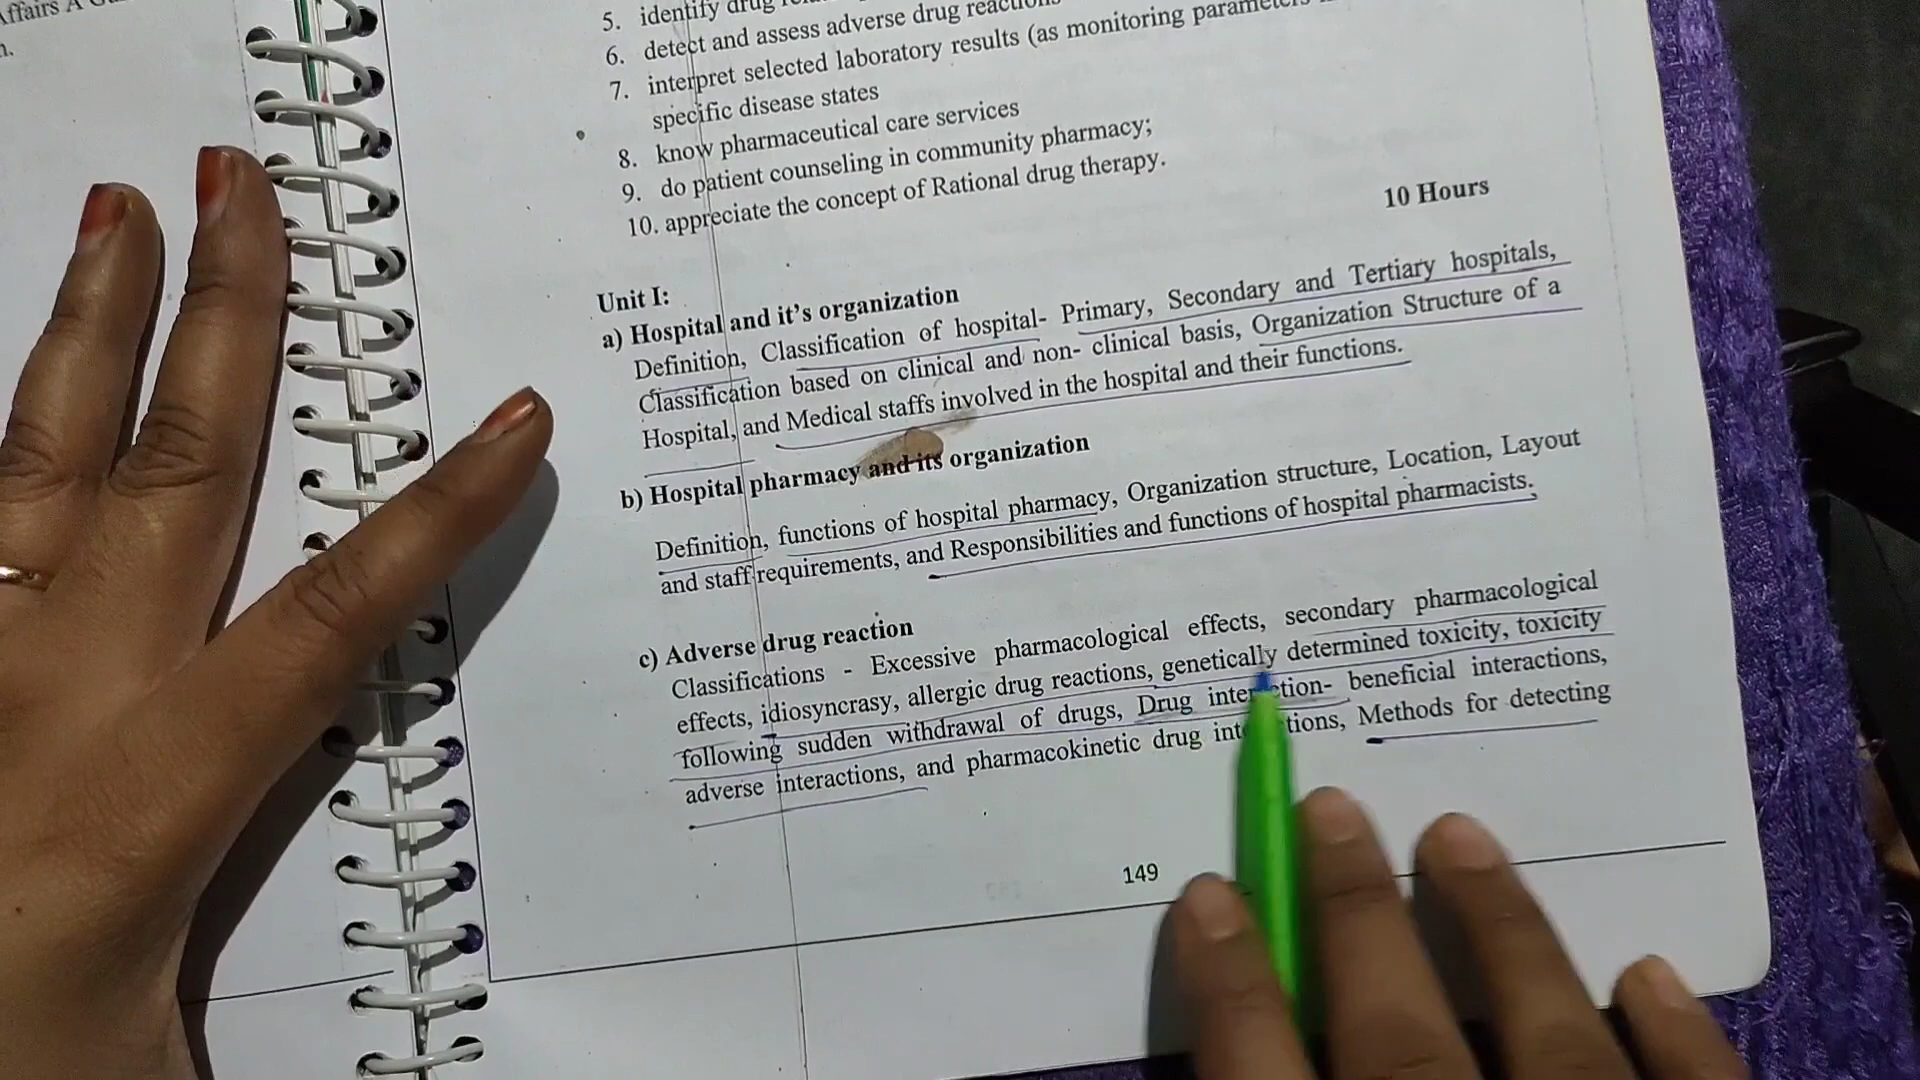 Affairs A
n.
5. identify drug
6. detect and assess adverse drug reactions
7. interpret selected laboratory results (as monitoring parameters
specific disease states
8. know pharmaceutical care services
9. do patient counseling in community pharmacy;
10. appreciate the concept of Rational drug therapy.
10 Hours
Unit I:
a) Hospital and it's organization
Definition, Classification of hospital- Primary, Secondary and Tertiary hospitals,
Classification based on clinical and non- clinical basis, Organization Structure of a
Hospital, and Medical staffs involved in the hospital and their functions.
b) Hospital pharmacy and its organization
Definition, functions of hospital pharmacy, Organization structure, Location, Layout
and staff requirements, and Responsibilities and functions of hospital pharmacists.
c) Adverse drug reaction
Classifications - Excessive pharmacological effects, secondary pharmacological
effects, idiosyncrasy, allergic drug reactions, genetically determined toxicity, toxicity
following sudden withdrawal of drugs, Drug interaction- beneficial interactions,
adverse interactions, and pharmacokinetic drug interactions, Methods for detecting
149